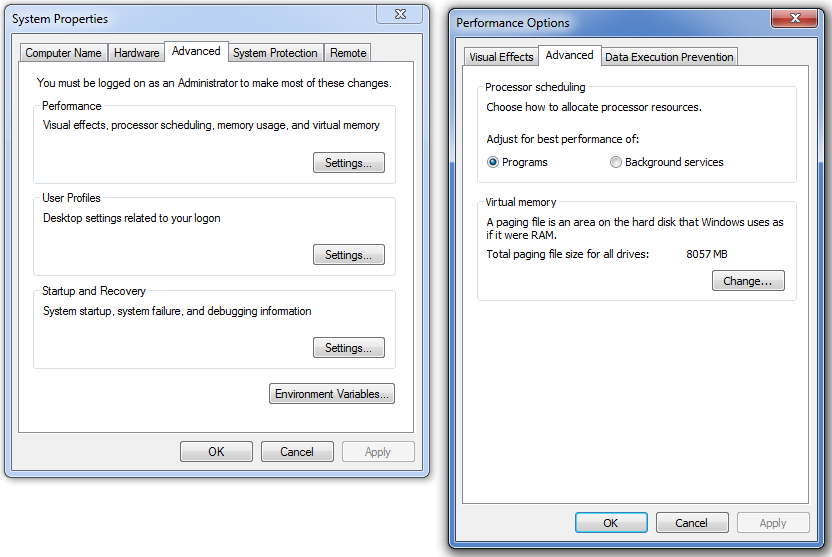 System Properties
Computer Name
Hardware
Advanced
System Protection
Remote
You must be logged on as an Administrator to make most of these changes.
Performance
Visual effects, processor scheduling, memory usage, and virtual memory
Settings...
User Profiles
Desktop settings related to your logon
Settings...
Startup and Recovery
System startup, system failure, and debugging information
Settings...
Environment Variables...
OK
Cancel
Apply
Performance Options
Visual Effects
Advanced
Data Execution Prevention
Processor scheduling
Choose how to allocate processor resources.
Adjust for best performance of:
Programs
Background services
Virtual memory
A paging file is an area on the hard disk that Windows uses as
if it were RAM.
Total paging file size for all drives: 8057 MB
Change...
OK
Cancel
Apply